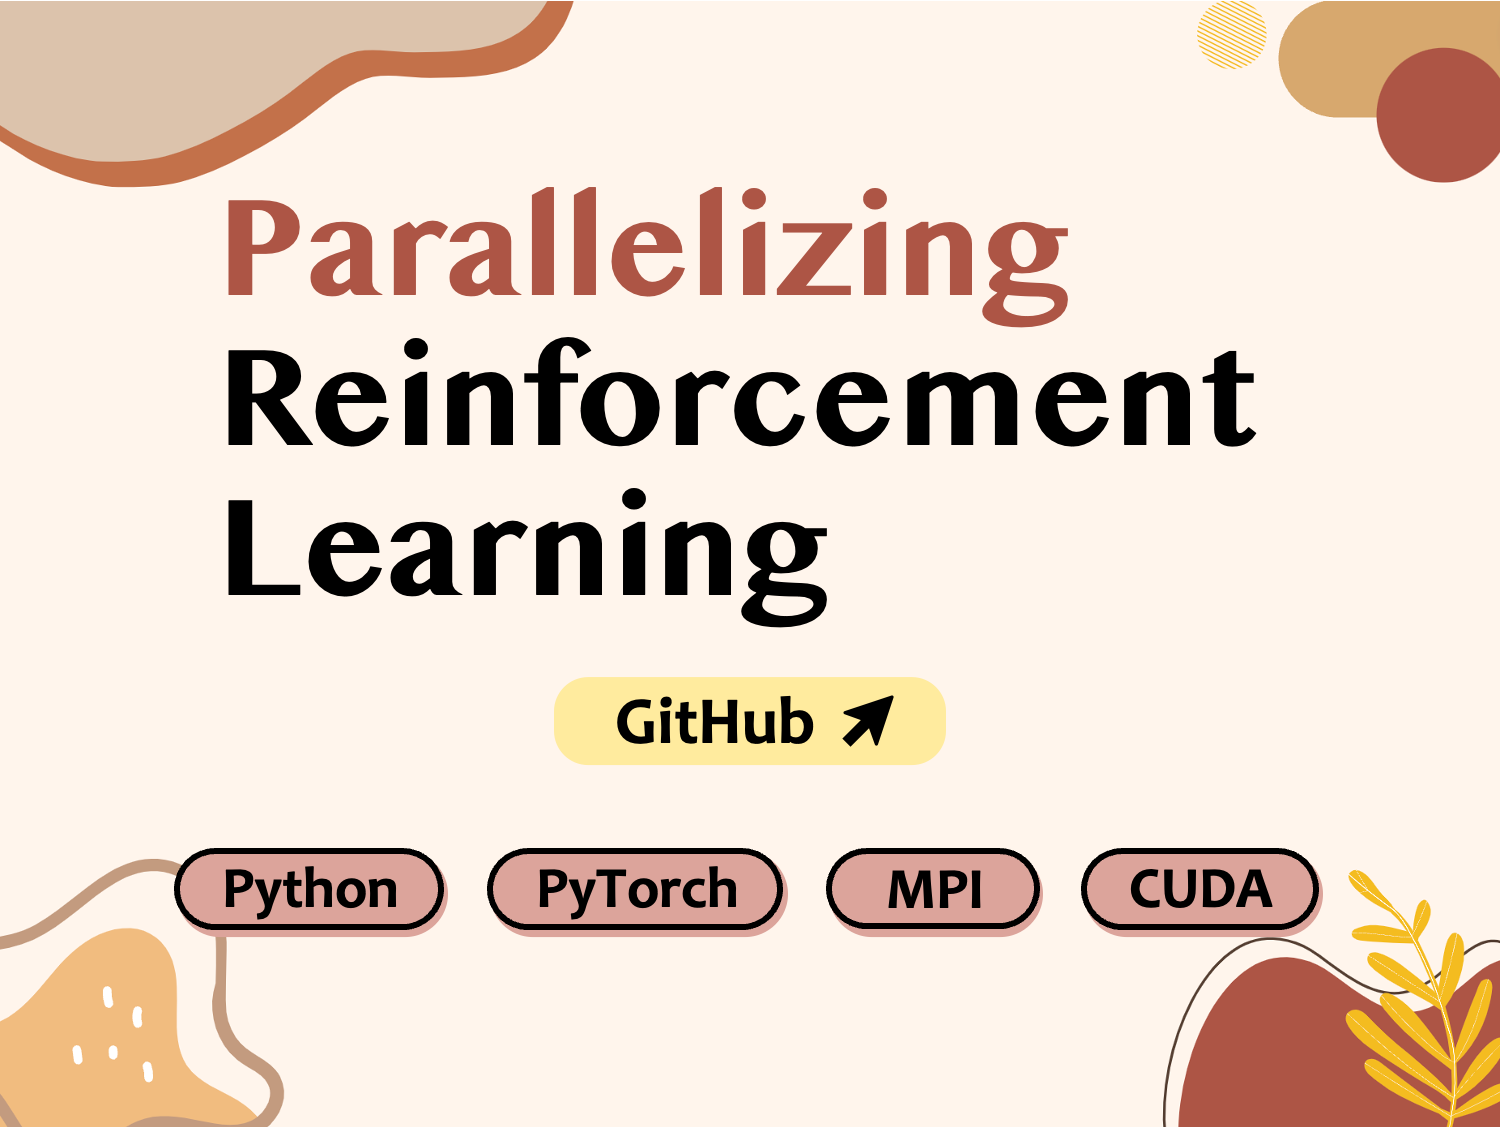 Parallelizing
Reinforcement
Learning
GitHub
Python
PyTorch
MPI
CUDA